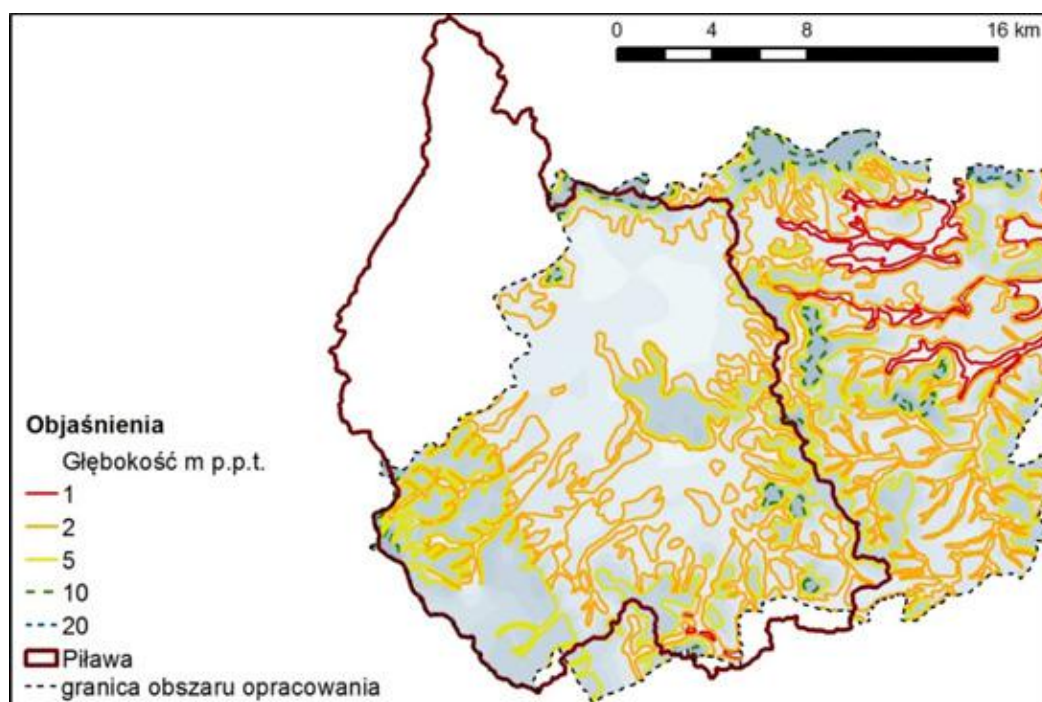 0 4 8 16 km
Objaśnienia
Głębokość m p.p.t.
1
2
5
10
20
Piława
granica obszaru opracowania